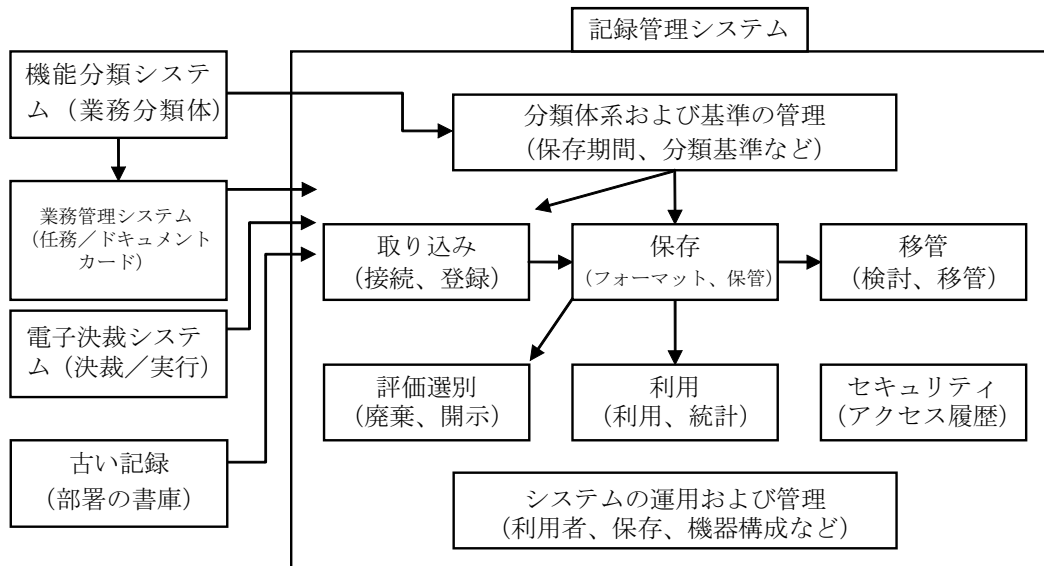 記録管理システム
機能分類システ
ム（業務分類体）
分類体系および基準の管理
（保存期間、分類基準など）
業務管理システム
（任務／ドキュメント
カード）
取り込み
（接続、登録）
保存
（フォーマット、保管）
移管
（検討、移管）
電子決裁システ
ム（決裁／実行）
評価選別
（廃棄、開示）
利用
（利用、統計）
セキュリティ
（アクセス履歴）
古い記録
（部署の書庫）
システムの運用および管理
（利用者、保存、機器構成など）